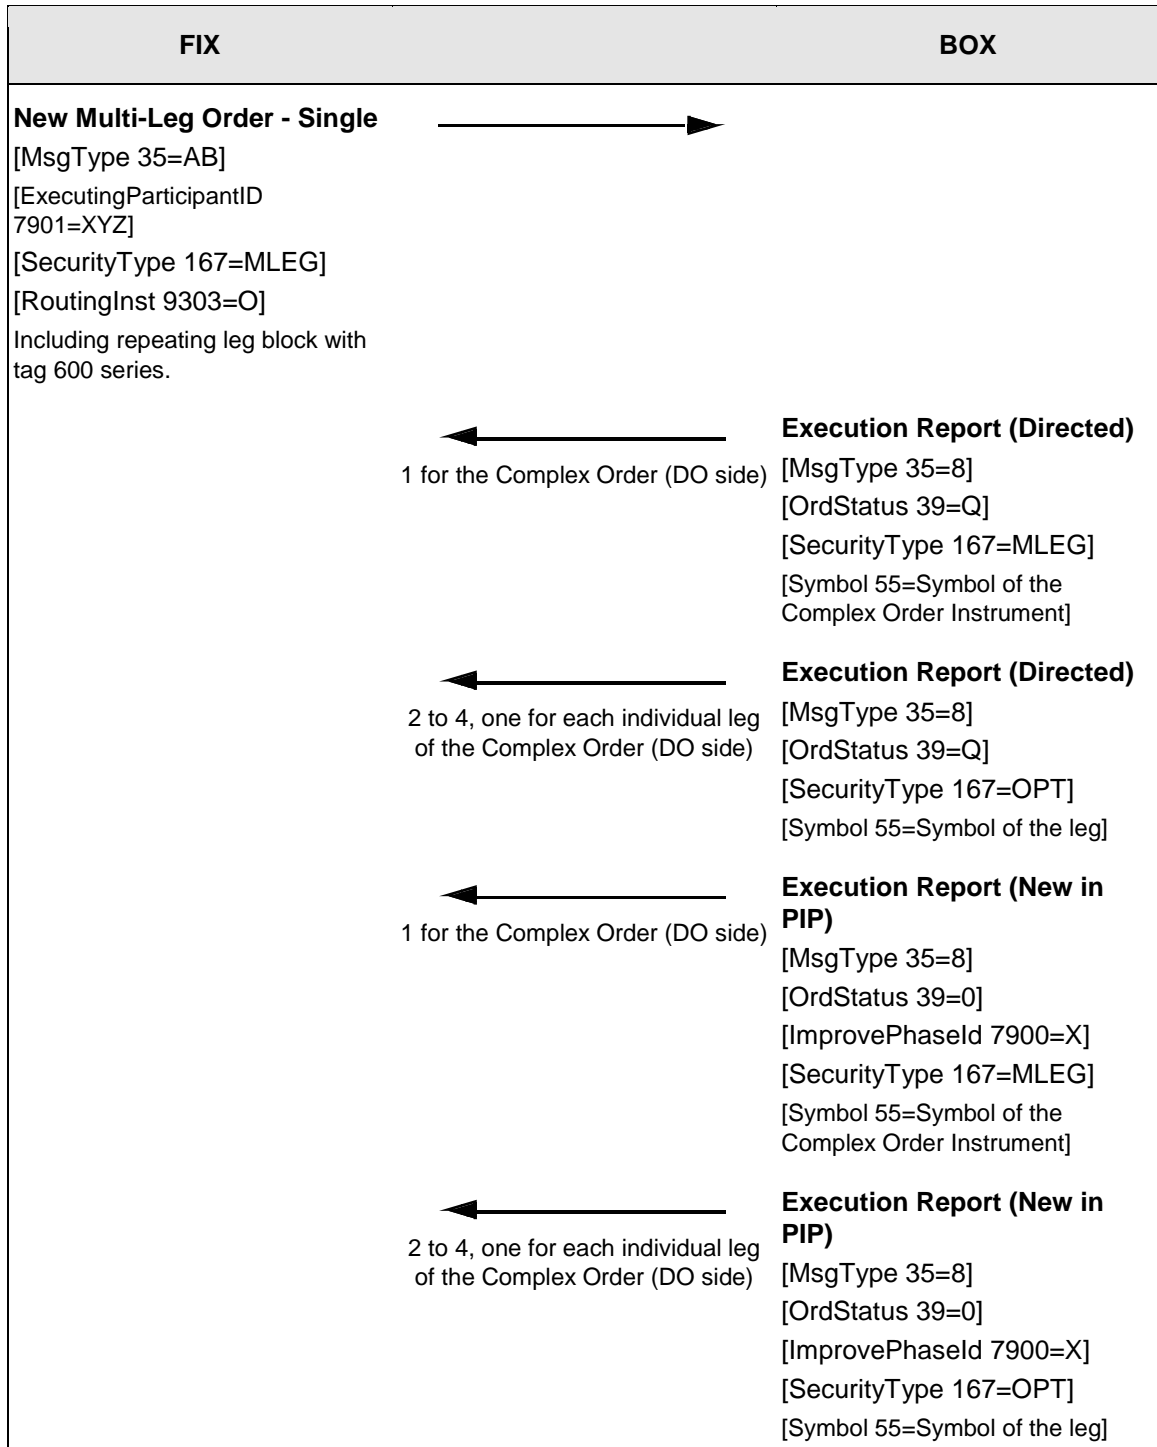 FIX
BOX
New Multi-Leg Order - Single
[MsgType 35=AB]
[ExecutingParticipantID
7901=XYZ]
[SecurityType 167=MLEG]
[RoutingInst 9303=O]
Including repeating leg block with
tag 600 series.
1 for the Complex Order (DO side)
Execution Report (Directed)
[MsgType 35=8]
[OrdStatus 39=Q]
[SecurityType 167=MLEG]
[Symbol 55=Symbol of the
Complex Order Instrument]
2 to 4, one for each individual leg
of the Complex Order (DO side)
Execution Report (Directed)
[MsgType 35=8]
[OrdStatus 39=Q]
[SecurityType 167=OPT]
[Symbol 55=Symbol of the leg]
1 for the Complex Order (DO side)
Execution Report (New in
PIP)
[MsgType 35=8]
[OrdStatus 39=0]
[ImprovePhaseId 7900=X]
[SecurityType 167=MLEG]
[Symbol 55=Symbol of the
Complex Order Instrument]
2 to 4, one for each individual leg
of the Complex Order (DO side)
Execution Report (New in
PIP)
[MsgType 35=8]
[OrdStatus 39=0]
[ImprovePhaseId 7900=X]
[SecurityType 167=OPT]
[Symbol 55=Symbol of the leg]